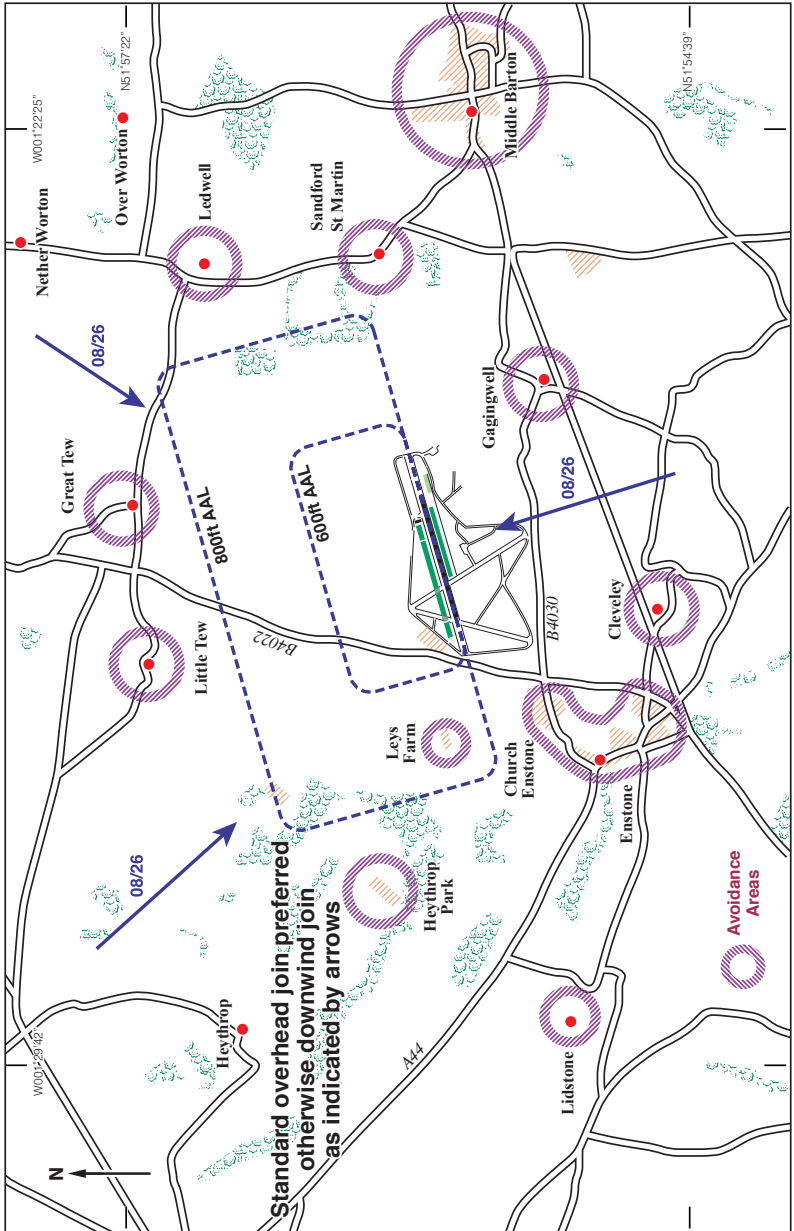 W001°29'42"
W001°22'25"
N51°57'22"
N51°54'39"
N
Nether Worton
Over Worton
Ledwell
Sandford
St Martin
Middle Barton
Great Tew
Little Tew
Gagingwell
Cleveley
Church
Enstone
Enstone
Leys
Farm
Heythrop
Park
Heythrop
Lidstone
08/26
08/26
08/26
800ft AAL
600ft AAL
B4022
B4030
A44
Standard overhead join preferred
otherwise downwind join
as indicated by arrows
Avoidance
Areas